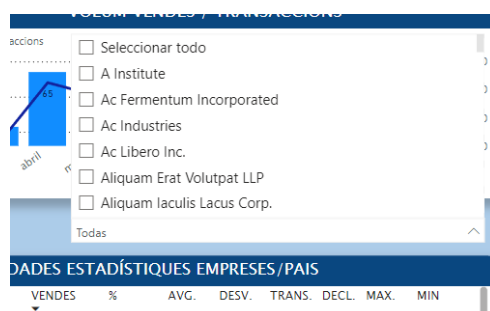 VOLUM VENDES / TRANSACCIONS
accions
Seleccionar todo
A Institute
Ac Fermentum Incorporated
Ac Industries
Ac Libero Inc.
Aliquam Erat Volutpat LLP
Aliquam Iaculis Lacus Corp.
65
abril
Todas
DADES ESTADÍSTIQUES EMPRESES/PAIS
VENDES % AVG. DESV. TRANS. DECL. MAX. MIN